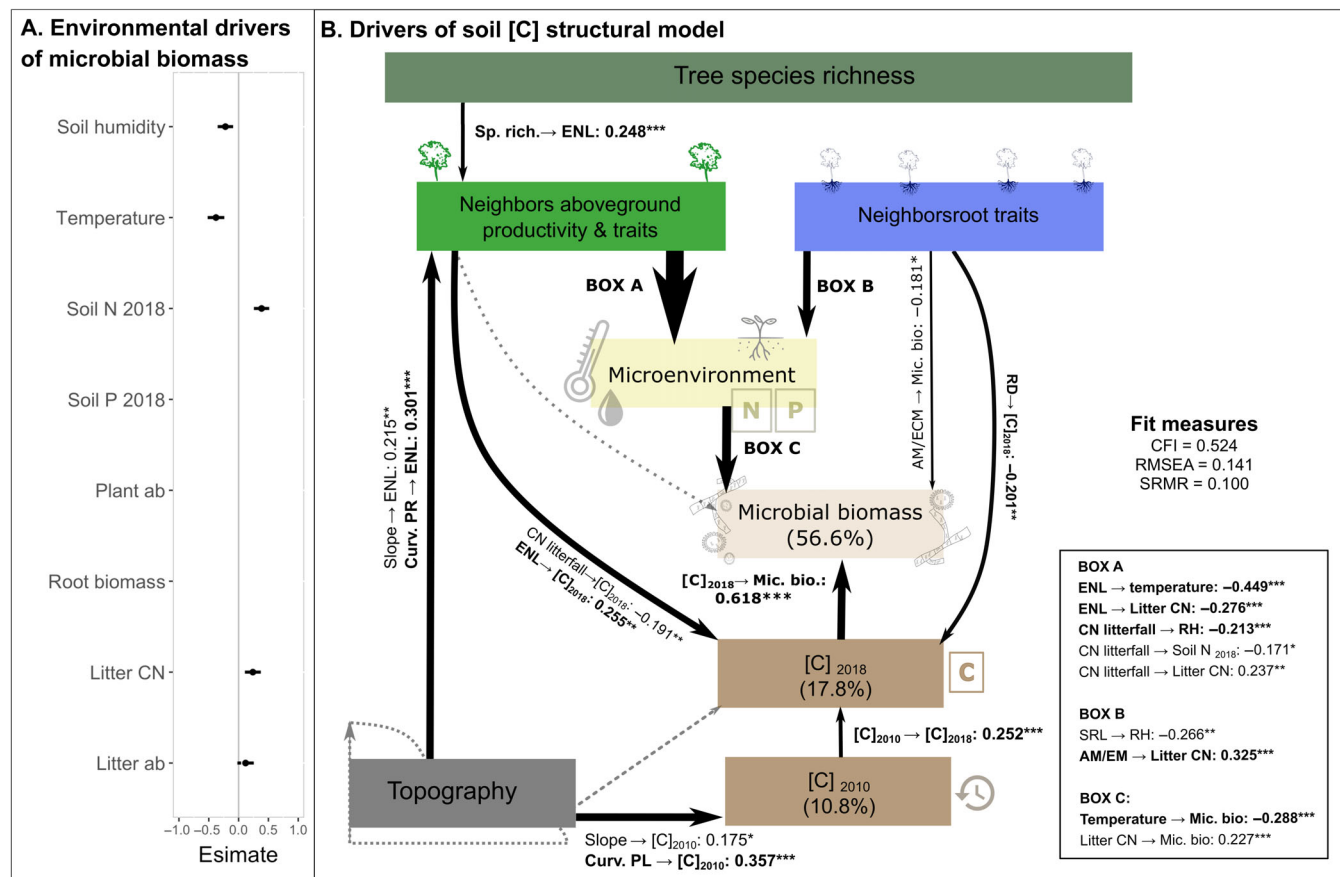 A. Environmental drivers
of microbial biomass
Soil humidity
Temperature
Soil N 2018
Soil P 2018
Plant ab
Root biomass
Litter CN
Litter ab
−1.0 −0.5 0.0 0.5 1.0
Esimate
B. Drivers of soil [C] structural model
Tree species richness
Sp. rich.→ ENL: 0.248***
Neighbors aboveground
productivity & traits
Neighborsroot traits
BOX A
BOX B
AM/ECM → Mic. bio: −0.181*
RD→ [C]2018: −0.201**
Microenvironment
N P
BOX C
Slope→ ENL: 0.215**
Curv. PR → ENL: 0.301***
Microbial biomass
(56.6%)
CN litterfall→[C]2018: −0.191**
ENL→ [C]2018: 0.255**
[C]2018→ Mic. bio.:
0.618***
[C] 2018
(17.8%)
C
[C]2010 → [C]2018: 0.252***
Topography
[C] 2010
(10.8%)
Slope → [C]2010: 0.175*
Curv. PL → [C]2010: 0.357***
Fit measures
CFI = 0.524
RMSEA = 0.141
SRMR = 0.100
BOX A
ENL → temperature: −0.449***
ENL → Litter CN: −0.276***
CN litterfall → RH: −0.213***
CN litterfall → Soil N 2018: −0.171*
CN litterfall → Litter CN: 0.237**
BOX B
SRL → RH: −0.266**
AM/EM → Litter CN: 0.325***
BOX C:
Temperature → Mic. bio: −0.288***
Litter CN → Mic. bio: 0.227***